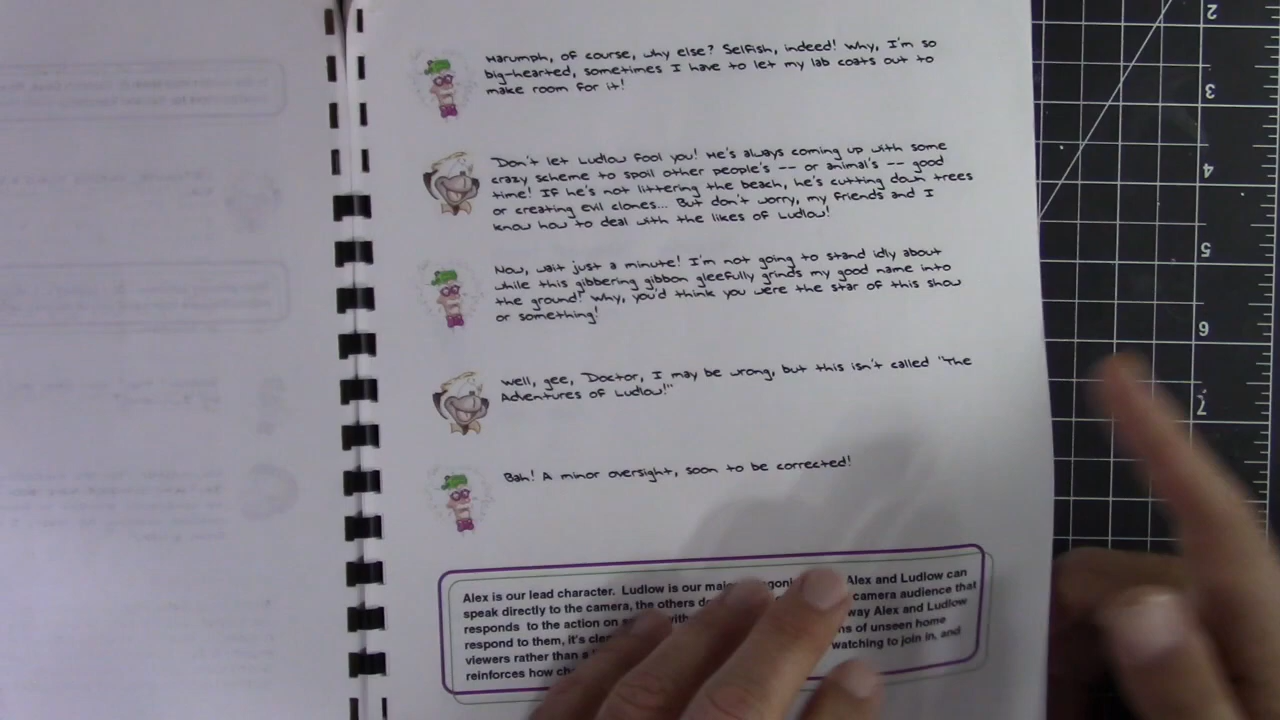 Harumph, of course, why else? Selfish, indeed! Why, I'm so
big-hearted, sometimes I have to let my lab coats out to
make room for it!
Don't let Ludlow fool you! He's always coming up with some
crazy scheme to spoil other people's -- or animal's -- good
time! If he's not littering the beach, he's cutting down trees
or creating evil clones... But don't worry, my friends and I
know how to deal with the likes of Ludlow!
Now, wait just a minute! I'm not going to stand idly about
while this gibbering gibbon gleefully grinds my good name into
the ground! Why, you'd think you were the star of this show
or something!
Well, gee, Doctor, I may be wrong, but this isn't called "The
Adventures of Ludlow!"
Bah! A minor oversight, soon to be corrected!
Alex is our lead character. Ludlow is our Alex and Ludlow can
speak directly to the camera, the others camera audience that
responds to the action on way Alex and Ludlow
respond to them, it's of unseen home
viewers rather than a watching to join in, and
reinforces how
2
3
4
5
6
7